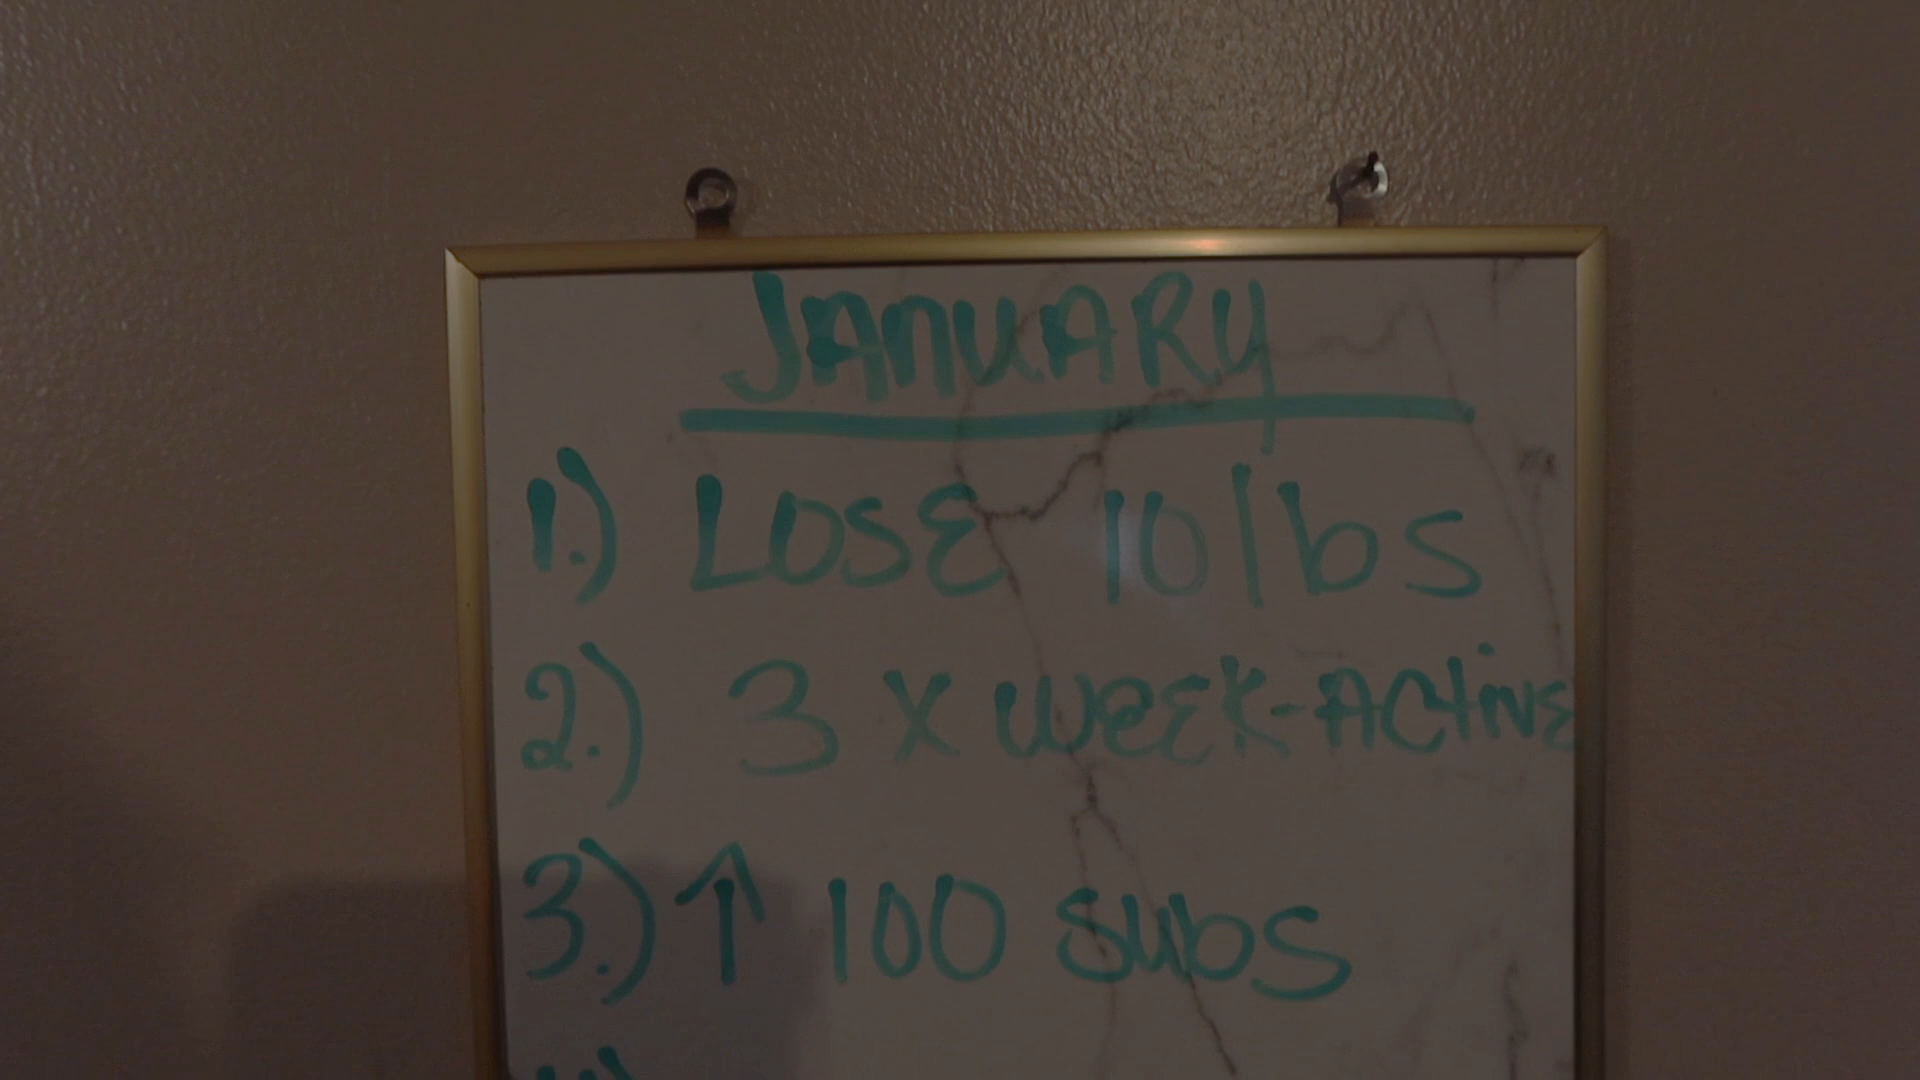 JANUARY
1.) LOSE 10lbs
2.) 3 X WEEK-ACTIVE
3.) ↑ 100 SUBS